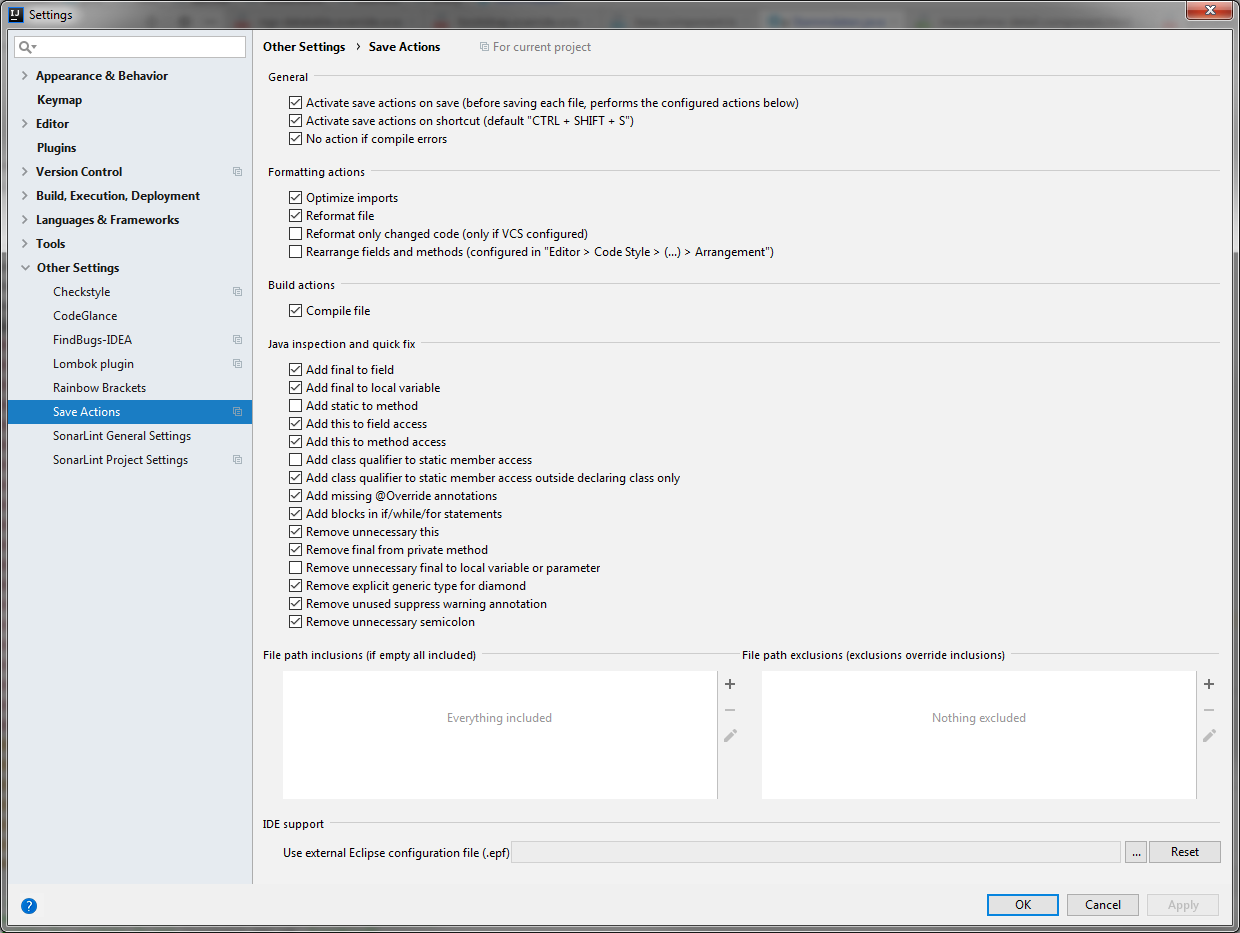 Settings
Appearance & Behavior
Keymap
Editor
Plugins
Version Control
Build, Execution, Deployment
Languages & Frameworks
Tools
Other Settings
Checkstyle
CodeGlance
FindBugs-IDEA
Lombok plugin
Rainbow Brackets
Save Actions
SonarLint General Settings
SonarLint Project Settings
Other Settings › Save Actions For current project
General
Activate save actions on save (before saving each file, performs the configured actions below)
Activate save actions on shortcut (default "CTRL + SHIFT + S")
No action if compile errors
Formatting actions
Optimize imports
Reformat file
Reformat only changed code (only if VCS configured)
Rearrange fields and methods (configured in "Editor > Code Style > (...) > Arrangement")
Build actions
Compile file
Java inspection and quick fix
Add final to field
Add final to local variable
Add static to method
Add this to field access
Add this to method access
Add class qualifier to static member access
Add class qualifier to static member access outside declaring class only
Add missing @Override annotations
Add blocks in if/while/for statements
Remove unnecessary this
Remove final from private method
Remove unnecessary final to local variable or parameter
Remove explicit generic type for diamond
Remove unused suppress warning annotation
Remove unnecessary semicolon
File path inclusions (if empty all included)
Everything included
File path exclusions (exclusions override inclusions)
Nothing excluded
IDE support
Use external Eclipse configuration file (.epf) ... Reset
? OK Cancel Apply